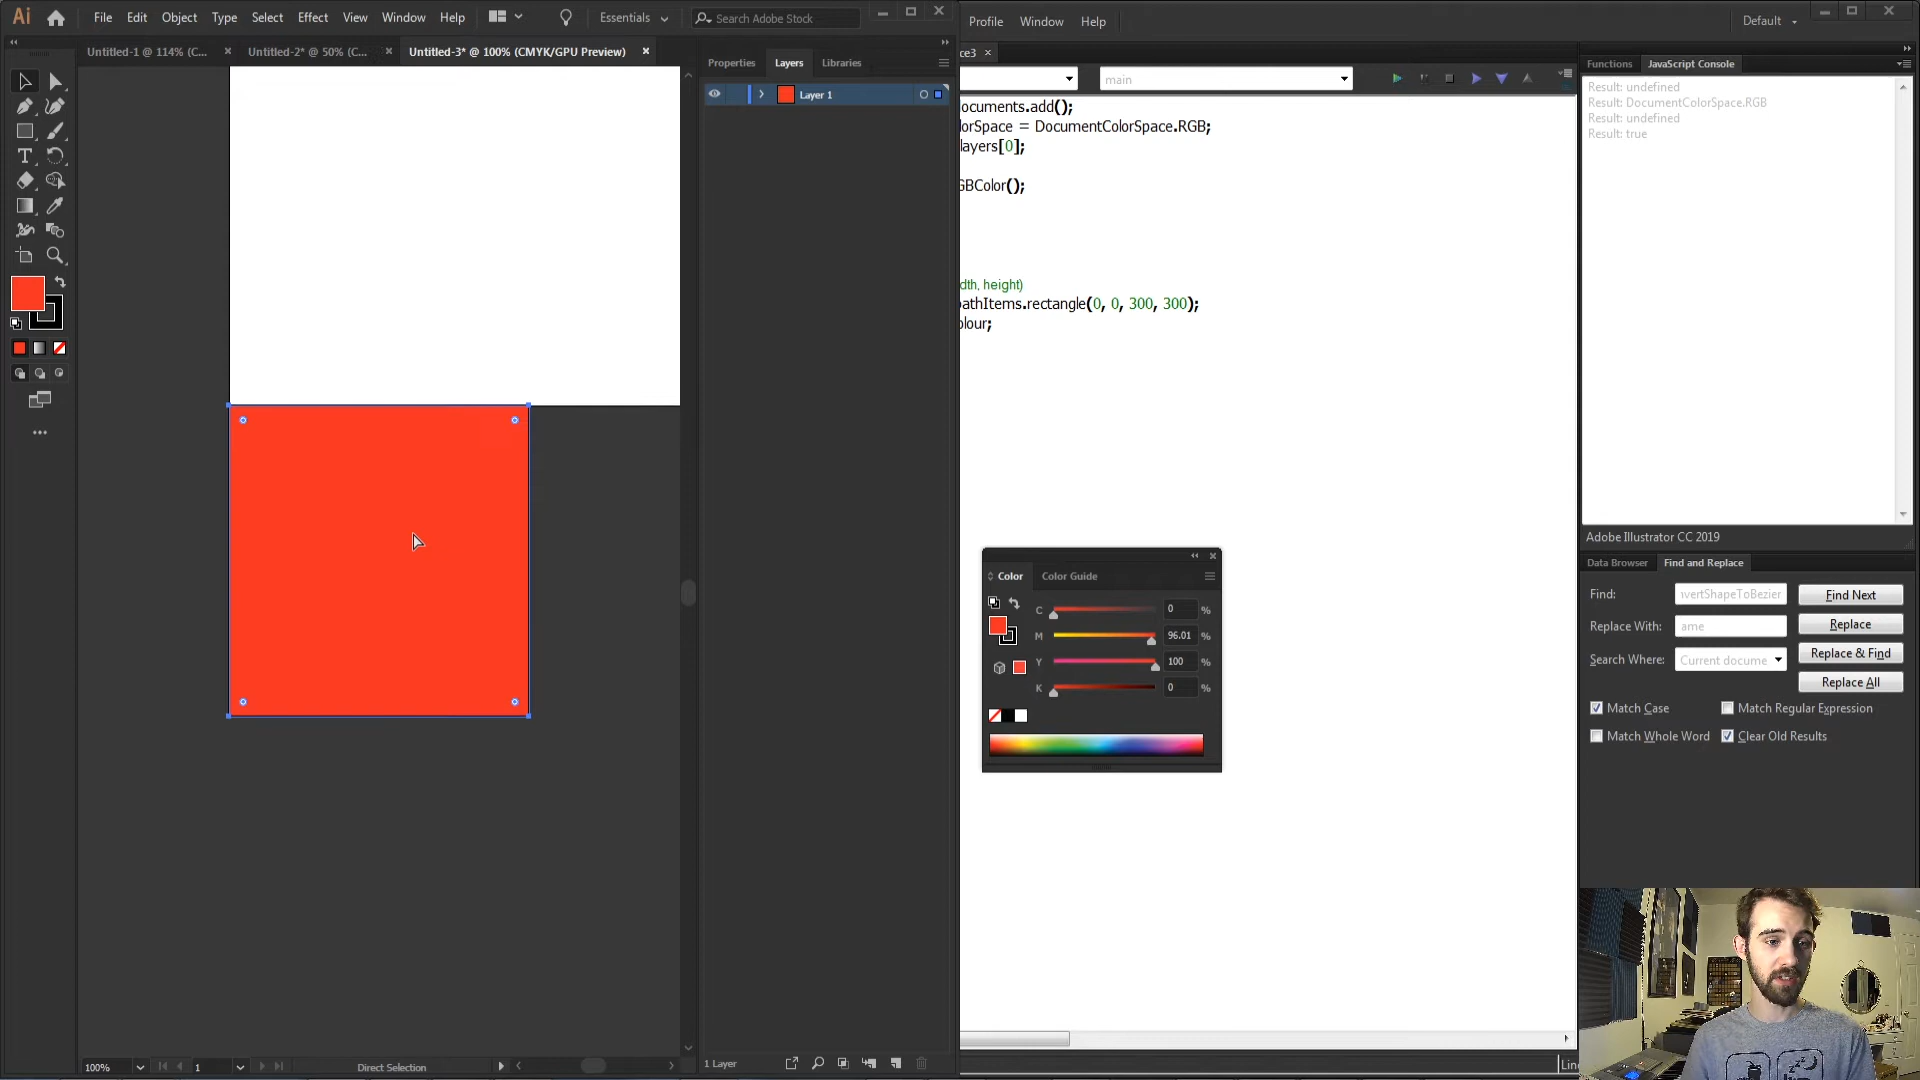 Ai File Edit Object Type Select Effect View Window Help Essentials Search Adobe Stock
Untitled-1 @ 114% (C... × Untitled-2* @ 50% (C... × Untitled-3* @ 100% (CMYK/GPU Preview) ×
Properties Layers Libraries
Layer 1
1 Layer
100% 1 Direct Selection
Profile Window Help Default
ce3 ×
main
ocuments.add();
lorSpace = DocumentColorSpace.RGB;
layers[0];
GBColor();
dth, height)
athItems.rectangle(0, 0, 300, 300);
olour;
Color Color Guide
C 0 %
M 96.01 %
Y 100 %
K 0 %
Functions JavaScript Console
Result: undefined
Result: DocumentColorSpace.RGB
Result: undefined
Result: true
Adobe Illustrator CC 2019
Data Browser Find and Replace
Find: vertShapeToBezier Find Next
Replace With: ame Replace
Search Where: Current docume Replace & Find
Replace All
Match Case Match Regular Expression
Match Whole Word Clear Old Results
Line